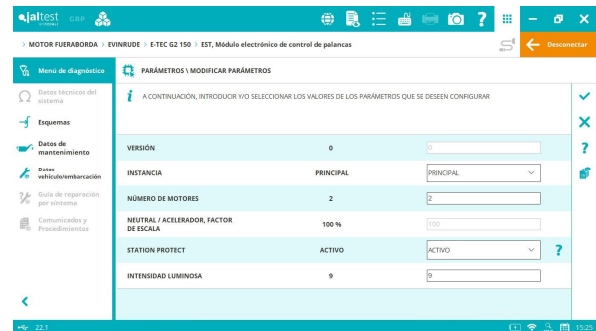 jaltest GRP
MOTOR FUERABORDA > EVINRUDE > E-TEC G2 150 > EST, Módulo electrónico de control de palancas
Desconectar
Menú de diagnóstico
PARÁMETROS \ MODIFICAR PARÁMETROS
Datos técnicos del
sistema
i A CONTINUACIÓN, INTRODUCIR Y/O SELECCIONAR LOS VALORES DE LOS PARÁMETROS QUE SE DESEEN CONFIGURAR
Esquemas
Datos de
mantenimiento
Datos
vehículo/embarcación
Guía de reparación
por síntoma
Comunicados y
Procedimientos
VERSIÓN 0 0
INSTANCIA PRINCIPAL PRINCIPAL
NÚMERO DE MOTORES 2 2
NEUTRAL / ACELERADOR, FACTOR
DE ESCALA 100 % 100
STATION PROTECT ACTIVO ACTIVO ?
INTENSIDAD LUMINOSA 9 9
22.1
15:25